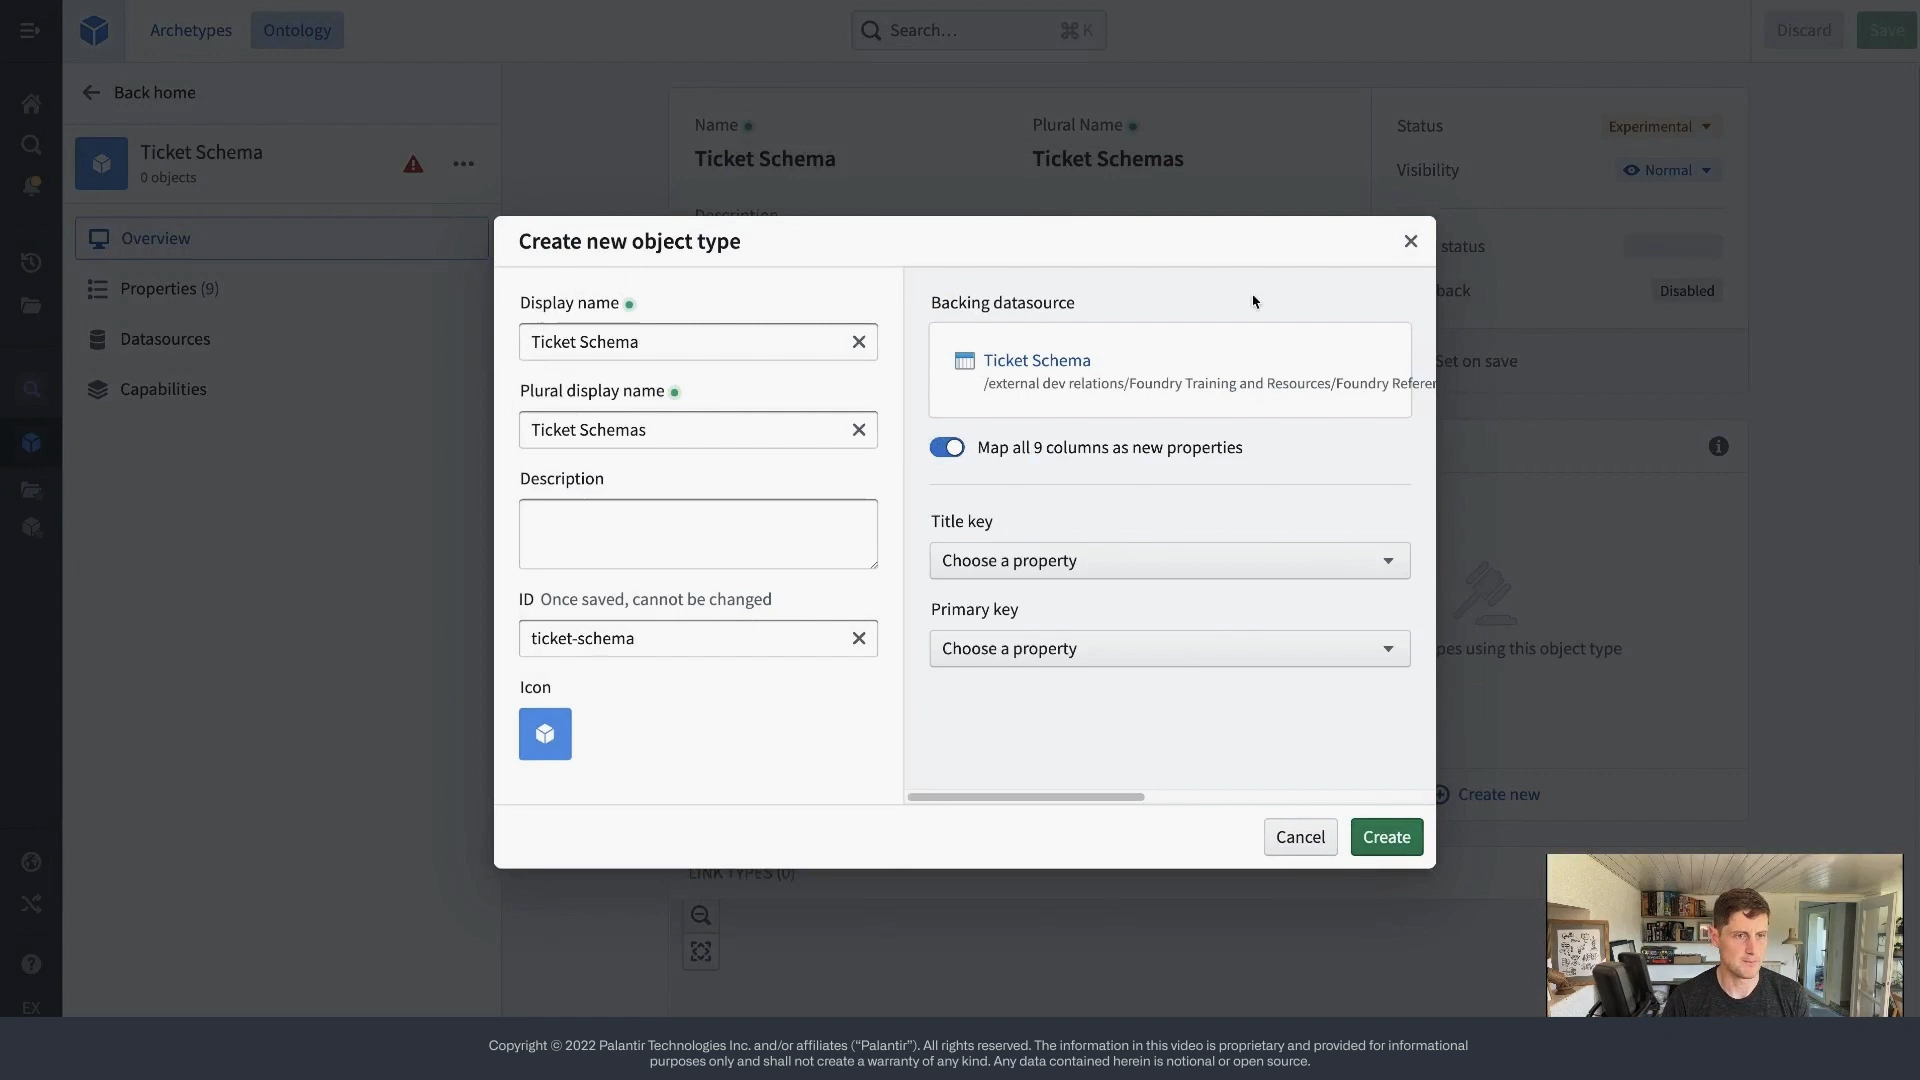 Archetypes
Ontology
Search…
⌘ K
Discard
Save
Back home
Ticket Schema
0 objects
Overview
Properties (9)
Datasources
Capabilities
EX
Name
Ticket Schema
Plural Name
Ticket Schemas
Status
Experimental
Visibility
Normal
Description
status
back
Disabled
Set on save
Create new object type
Display name
Ticket Schema
Plural display name
Ticket Schemas
Description
ID Once saved, cannot be changed
ticket-schema
Icon
Backing datasource
Ticket Schema
/external dev relations/Foundry Training and Resources/Foundry Referen
Map all 9 columns as new properties
Title key
Choose a property
Primary key
Choose a property
Cancel
Create
pes using this object type
Create new
LINK TYPES (0)
Copyright © 2022 Palantir Technologies Inc. and/or affiliates (“Palantir”). All rights reserved. The information in this video is proprietary and provided for informational
purposes only and shall not create a warranty of any kind. Any data contained herein is notional or open source.